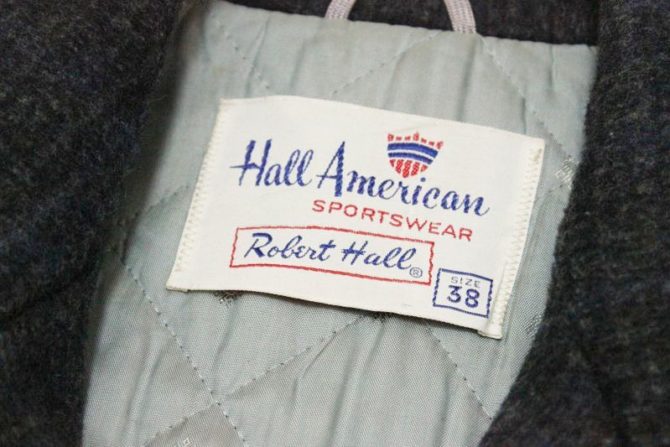 Hall American
SPORTSWEAR
Robert Hall®
SIZE
38